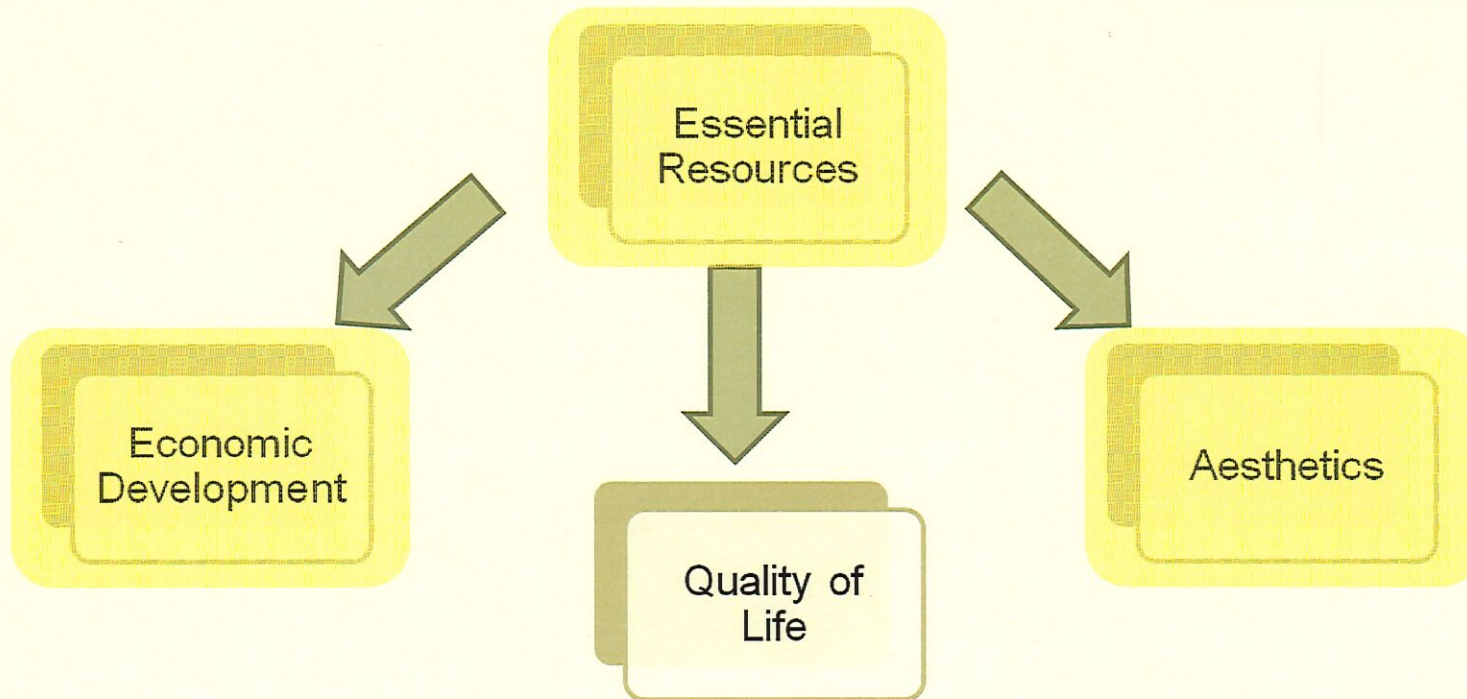 Essential
Resources
Economic
Development
Quality of
Life
Aesthetics